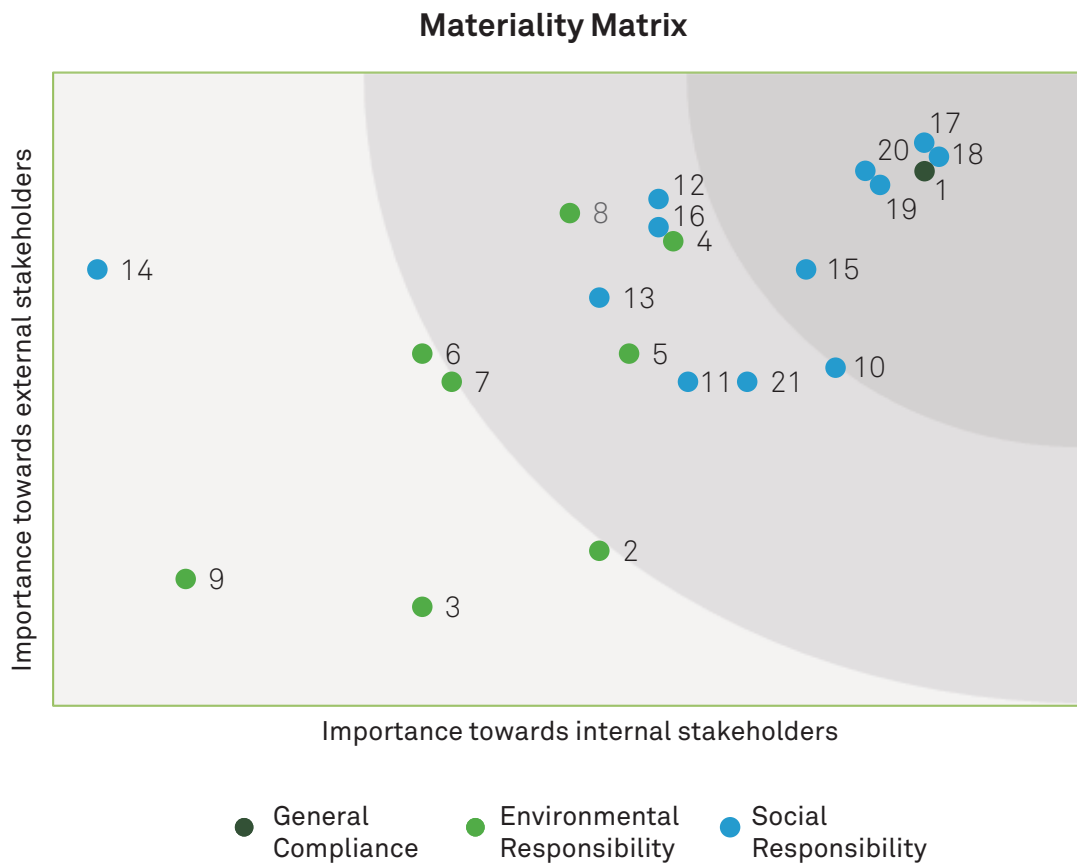 Materiality Matrix
Importance towards external stakeholders
17
20
18
12
1
19
8
16
4
14
15
13
6
5
10
7
11
21
2
9
3
Importance towards internal stakeholders
General
Compliance
Environmental
Responsibility
Social
Responsibility